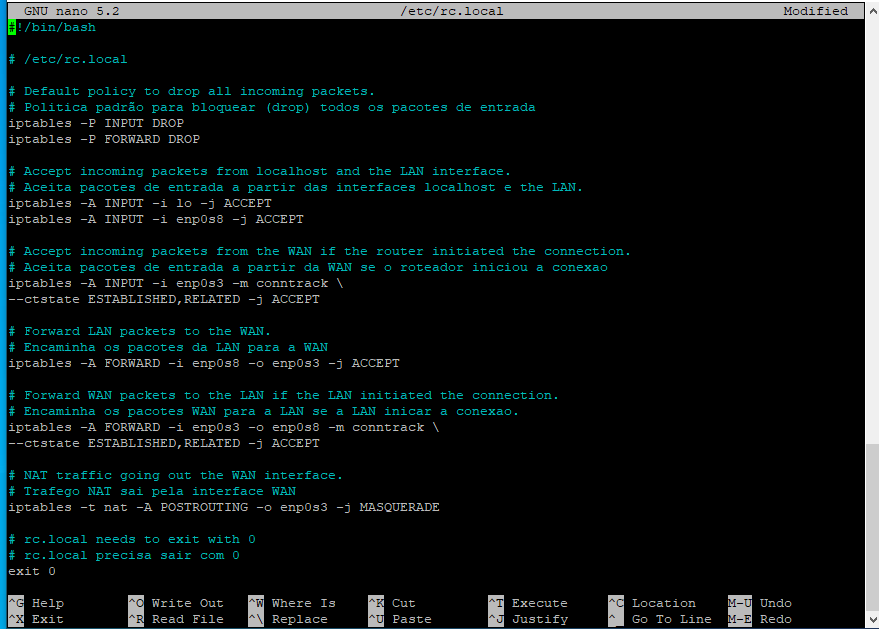 GNU nano 5.2 /etc/rc.local Modified
#!/bin/bash
# /etc/rc.local
# Default policy to drop all incoming packets.
# Politica padrão para bloquear (drop) todos os pacotes de entrada
iptables -P INPUT DROP
iptables -P FORWARD DROP
# Accept incoming packets from localhost and the LAN interface.
# Aceita pacotes de entrada a partir das interfaces localhost e the LAN.
iptables -A INPUT -i lo -j ACCEPT
iptables -A INPUT -i enp0s8 -j ACCEPT
# Accept incoming packets from the WAN if the router initiated the connection.
# Aceita pacotes de entrada a partir da WAN se o roteador iniciou a conexao
iptables -A INPUT -i enp0s3 -m conntrack \
--ctstate ESTABLISHED,RELATED -j ACCEPT
# Forward LAN packets to the WAN.
# Encaminha os pacotes da LAN para a WAN
iptables -A FORWARD -i enp0s8 -o enp0s3 -j ACCEPT
# Forward WAN packets to the LAN if the LAN initiated the connection.
# Encaminha os pacotes WAN para a LAN se a LAN inicar a conexao.
iptables -A FORWARD -i enp0s3 -o enp0s8 -m conntrack \
--ctstate ESTABLISHED,RELATED -j ACCEPT
# NAT traffic going out the WAN interface.
# Trafego NAT sai pela interface WAN
iptables -t nat -A POSTROUTING -o enp0s3 -j MASQUERADE
# rc.local needs to exit with 0
# rc.local precisa sair com 0
exit 0
^G Help ^O Write Out ^W Where Is ^K Cut ^T Execute ^C Location M-U Undo
^X Exit ^R Read File ^\ Replace ^U Paste ^J Justify ^_ Go To Line M-E Redo